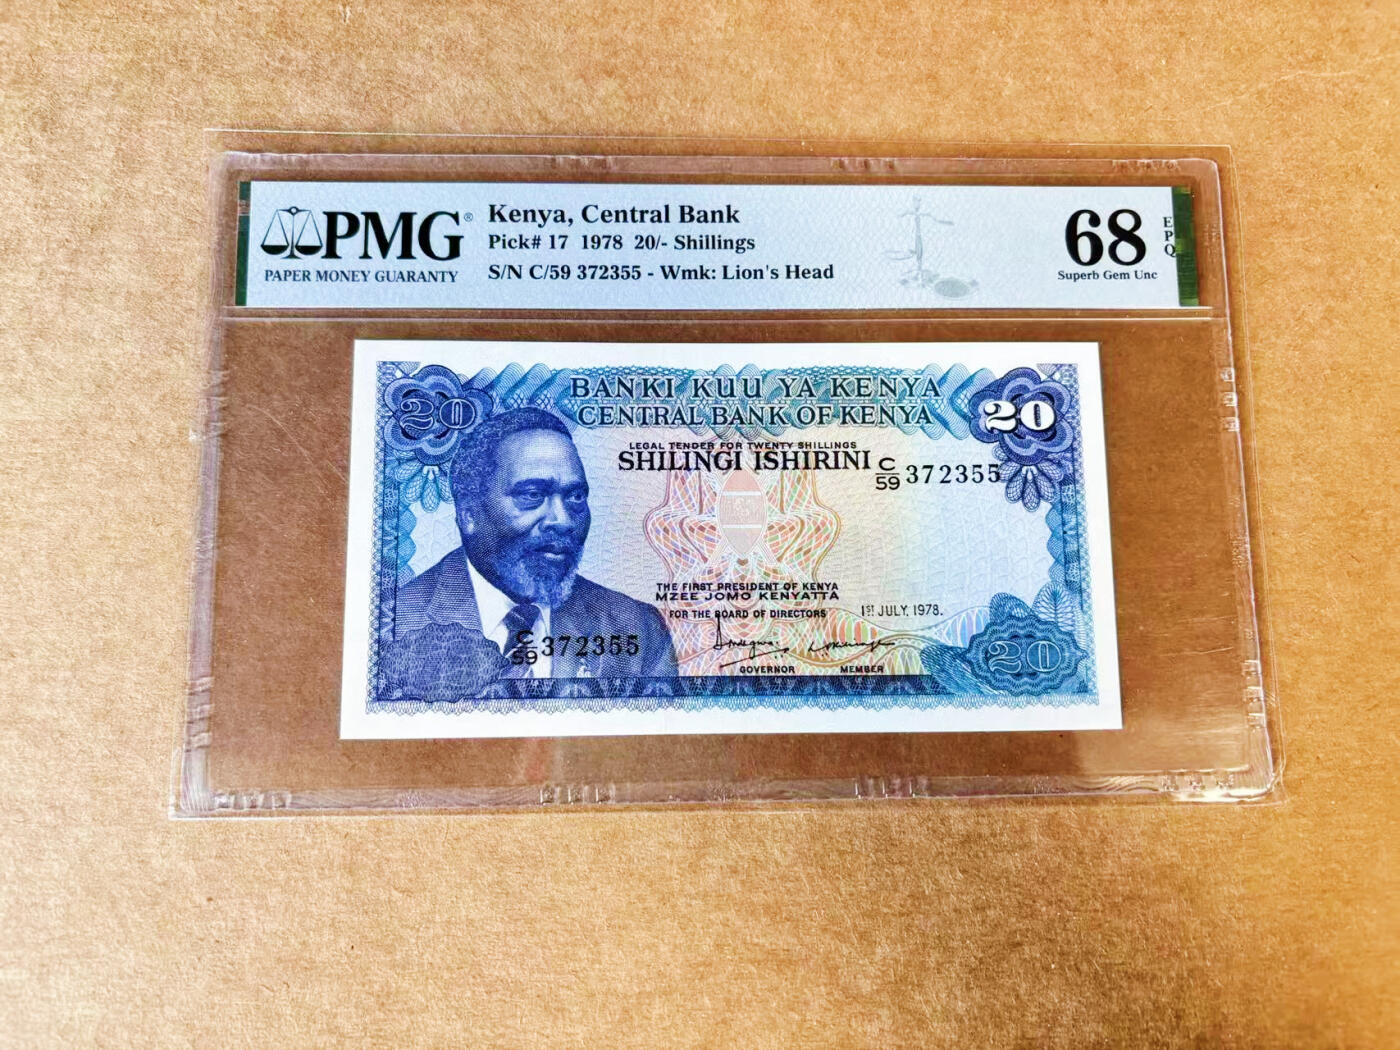 PMG®
PAPER MONEY GUARANTY
Kenya, Central Bank
Pick# 17 1978 20/- Shillings
S/N C/59 372355 - Wmk: Lion's Head
68
EPQ
Superb Gem Unc
20
BANKI KUU YA KENYA
CENTRAL BANK OF KENYA
20
LEGAL TENDER FOR TWENTY SHILLINGS
SHILINGI ISHIRINI
C/59 372355
THE FIRST PRESIDENT OF KENYA
MZEE JOMO KENYATTA
FOR THE BOARD OF DIRECTORS
1ST JULY, 1978.
C/59 372355
GOVERNOR
MEMBER
20